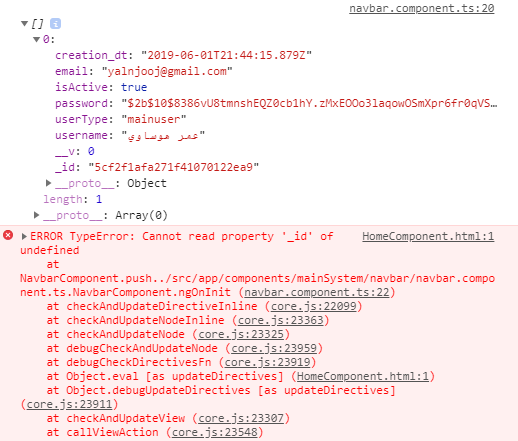 navbar.component.ts:20
▼[] i
▼0:
creation_dt: "2019-06-01T21:44:15.879Z"
email: "yalnjooj@gmail.com"
isActive: true
password: "$2b$10$8386vU8tmnshEQZ0cb1hY.zMxEOOo3laqowOSmXpr6fr0qVS…
userType: "mainuser"
username: "عمر موساوي"
__v: 0
_id: "5cf2f1afa271f41070122ea9"
▶__proto__: Object
length: 1
▶__proto__: Array(0)
▶ERROR TypeError: Cannot read property '_id' of HomeComponent.html:1
undefined
at
NavbarComponent.push../src/app/components/mainSystem/navbar/navbar.compo
nent.ts.NavbarComponent.ngOnInit (navbar.component.ts:22)
at checkAndUpdateDirectiveInline (core.js:22099)
at checkAndUpdateNodeInline (core.js:23363)
at checkAndUpdateNode (core.js:23325)
at debugCheckAndUpdateNode (core.js:23959)
at debugCheckDirectivesFn (core.js:23919)
at Object.eval [as updateDirectives] (HomeComponent.html:1)
at Object.debugUpdateDirectives [as updateDirectives]
(core.js:23911)
at checkAndUpdateView (core.js:23307)
at callViewAction (core.js:23548)